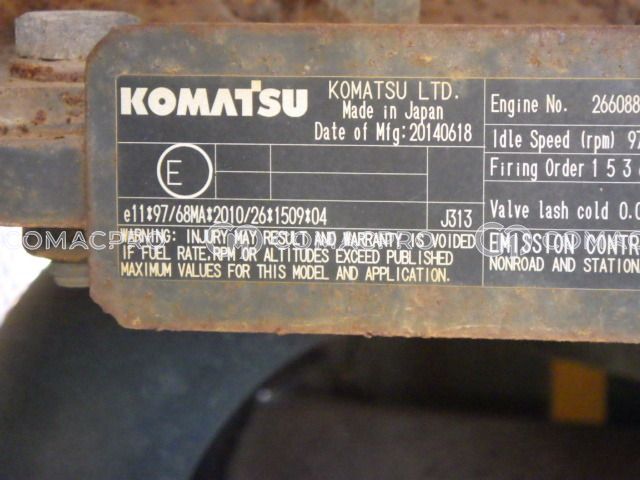 KOMATSU
KOMATSU LTD.
Made in Japan
Date of Mfg:20140618
E
e11*97/68MA*2010/26*1509*04
J313
WARNING: INJURY MAY RESULT AND WARRANTY IS VOIDED
IF FUEL RATE,RPM OR ALTITUDES EXCEED PUBLISHED
MAXIMUM VALUES FOR THIS MODEL AND APPLICATION.
Engine No. 266088
Idle Speed (rpm) 97
Firing Order 1 5 3 6
Valve lash cold 0.0
EMISSION CONTR
NONROAD AND STATION